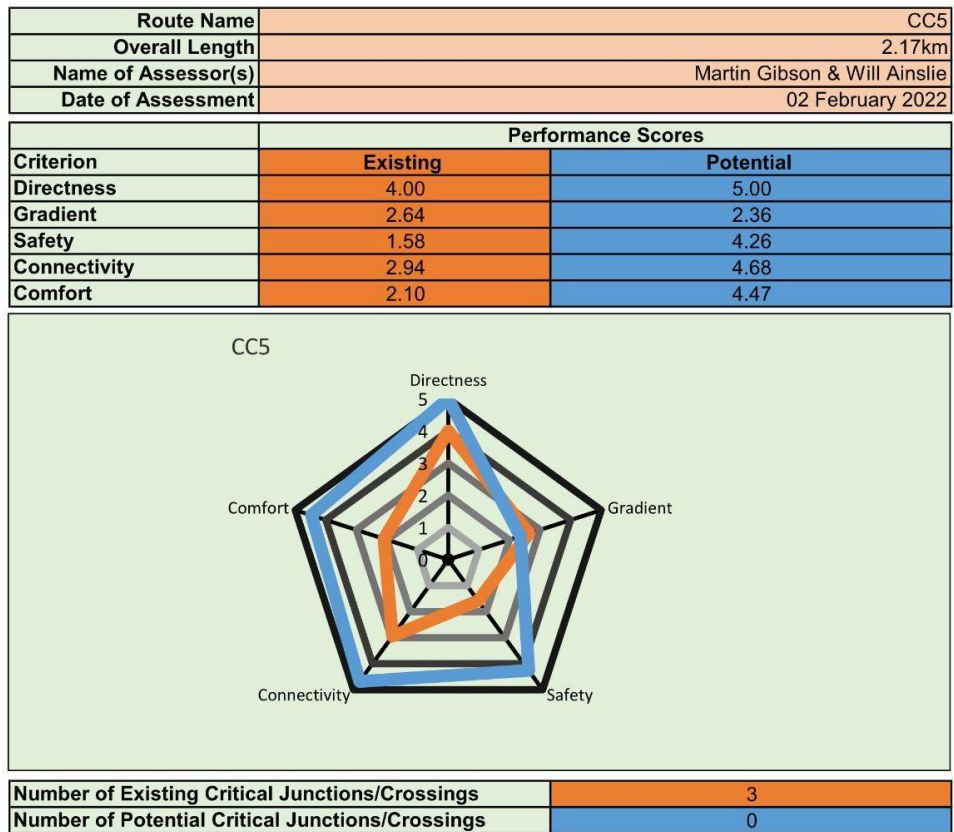 Route Name CC5
Overall Length 2.17km
Name of Assessor(s) Martin Gibson & Will Ainslie
Date of Assessment 02 February 2022
Performance Scores
Criterion Existing Potential
Directness 4.00 5.00
Gradient 2.64 2.36
Safety 1.58 4.26
Connectivity 2.94 4.68
Comfort 2.10 4.47
CC5
Directness
5
4
3
2
1
0
Comfort Gradient
Connectivity Safety
Number of Existing Critical Junctions/Crossings 3
Number of Potential Critical Junctions/Crossings 0